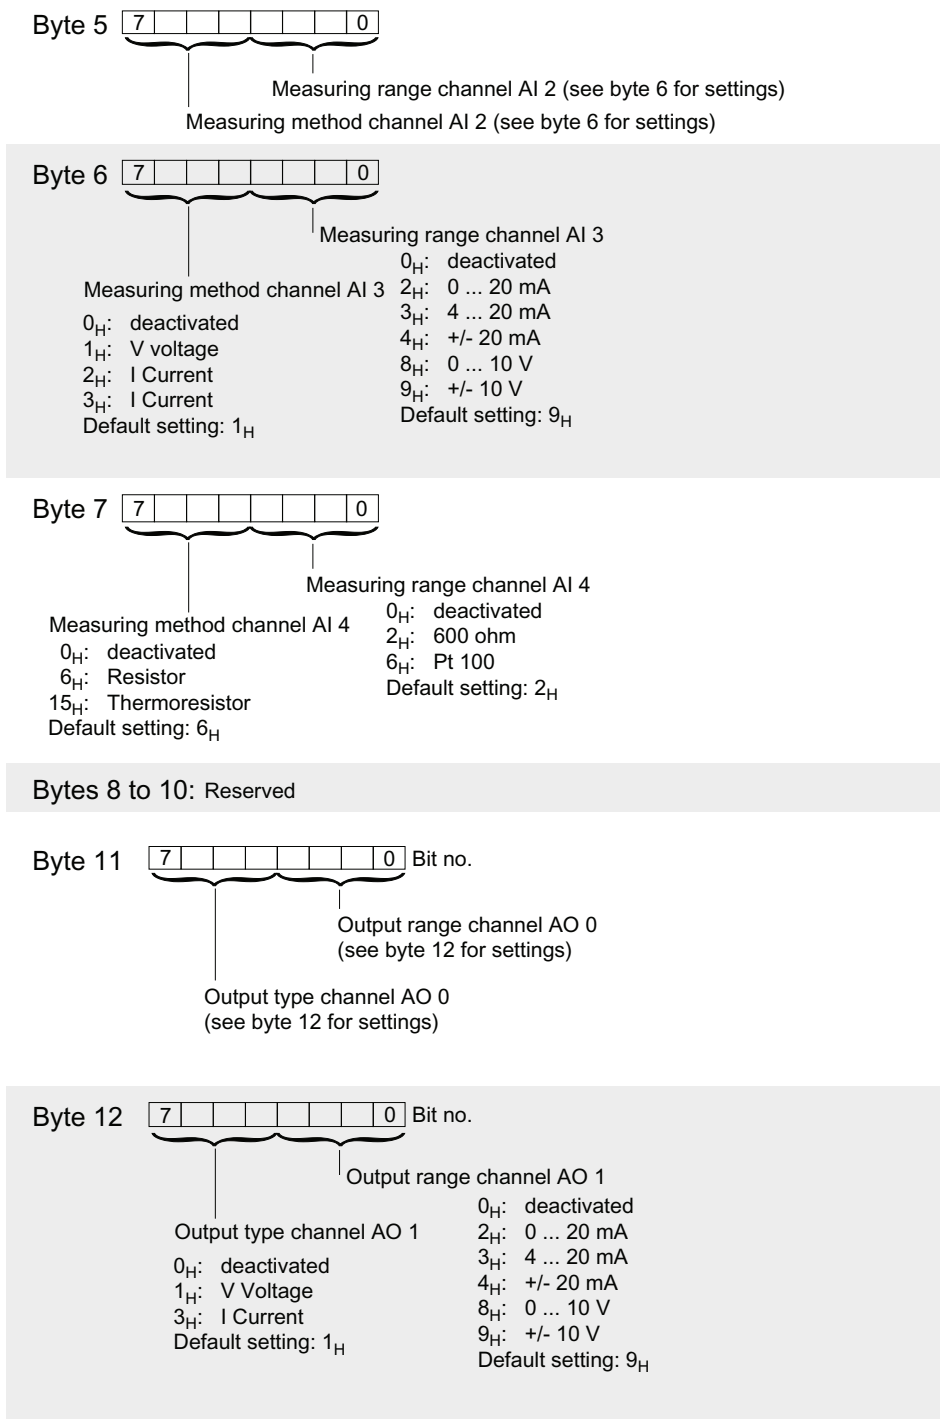 Byte 5 7 0
Measuring range channel AI 2 (see byte 6 for settings)
Measuring method channel AI 2 (see byte 6 for settings)
Byte 6 7 0
Measuring range channel AI 3
0H: deactivated
2H: 0 ... 20 mA
3H: 4 ... 20 mA
4H: +/- 20 mA
8H: 0 ... 10 V
9H: +/- 10 V
Default setting: 9H
Measuring method channel AI 3
0H: deactivated
1H: V voltage
2H: I Current
3H: I Current
Default setting: 1H
Byte 7 7 0
Measuring range channel AI 4
0H: deactivated
2H: 600 ohm
6H: Pt 100
Default setting: 2H
Measuring method channel AI 4
0H: deactivated
6H: Resistor
15H: Thermoresistor
Default setting: 6H
Bytes 8 to 10: Reserved
Byte 11 7 0 Bit no.
Output range channel AO 0
(see byte 12 for settings)
Output type channel AO 0
(see byte 12 for settings)
Byte 12 7 0 Bit no.
Output range channel AO 1
0H: deactivated
2H: 0 ... 20 mA
3H: 4 ... 20 mA
4H: +/- 20 mA
8H: 0 ... 10 V
9H: +/- 10 V
Default setting: 9H
Output type channel AO 1
0H: deactivated
1H: V Voltage
3H: I Current
Default setting: 1H